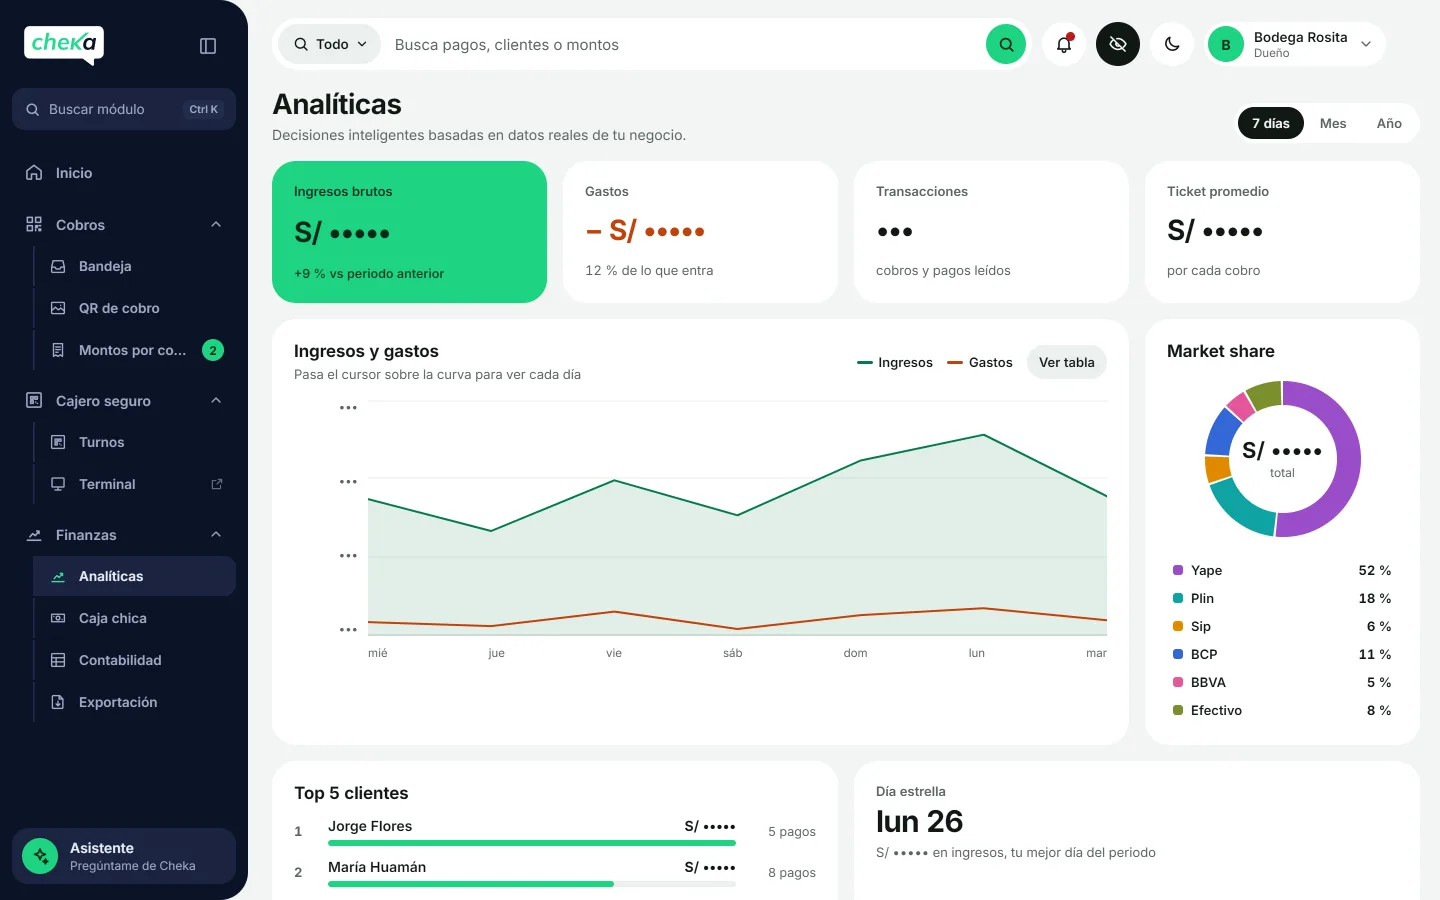 cheKa
Buscar módulo
Ctrl K
Inicio
Cobros
Bandeja
QR de cobro
Montos por co...
2
Cajero seguro
Turnos
Terminal
Finanzas
Analíticas
Caja chica
Contabilidad
Exportación
Asistente
Pregúntame de Cheka
Todo
Busca pagos, clientes o montos
B
Bodega Rosita
Dueño
Analíticas
Decisiones inteligentes basadas en datos reales de tu negocio.
7 días
Mes
Año
Ingresos brutos
S/ •••••
+9 % vs periodo anterior
Gastos
– S/ •••••
12 % de lo que entra
Transacciones
•••
cobros y pagos leídos
Ticket promedio
S/ •••••
por cada cobro
Ingresos y gastos
Pasa el cursor sobre la curva para ver cada día
Ingresos
Gastos
Ver tabla
•••
•••
•••
•••
mié
jue
vie
sáb
dom
lun
mar
Market share
S/ •••••
total
Yape 52 %
Plin 18 %
Sip 6 %
BCP 11 %
BBVA 5 %
Efectivo 8 %
Top 5 clientes
1 Jorge Flores S/ ••••• 5 pagos
2 María Huamán S/ ••••• 8 pagos
Día estrella
lun 26
S/ ••••• en ingresos, tu mejor día del periodo